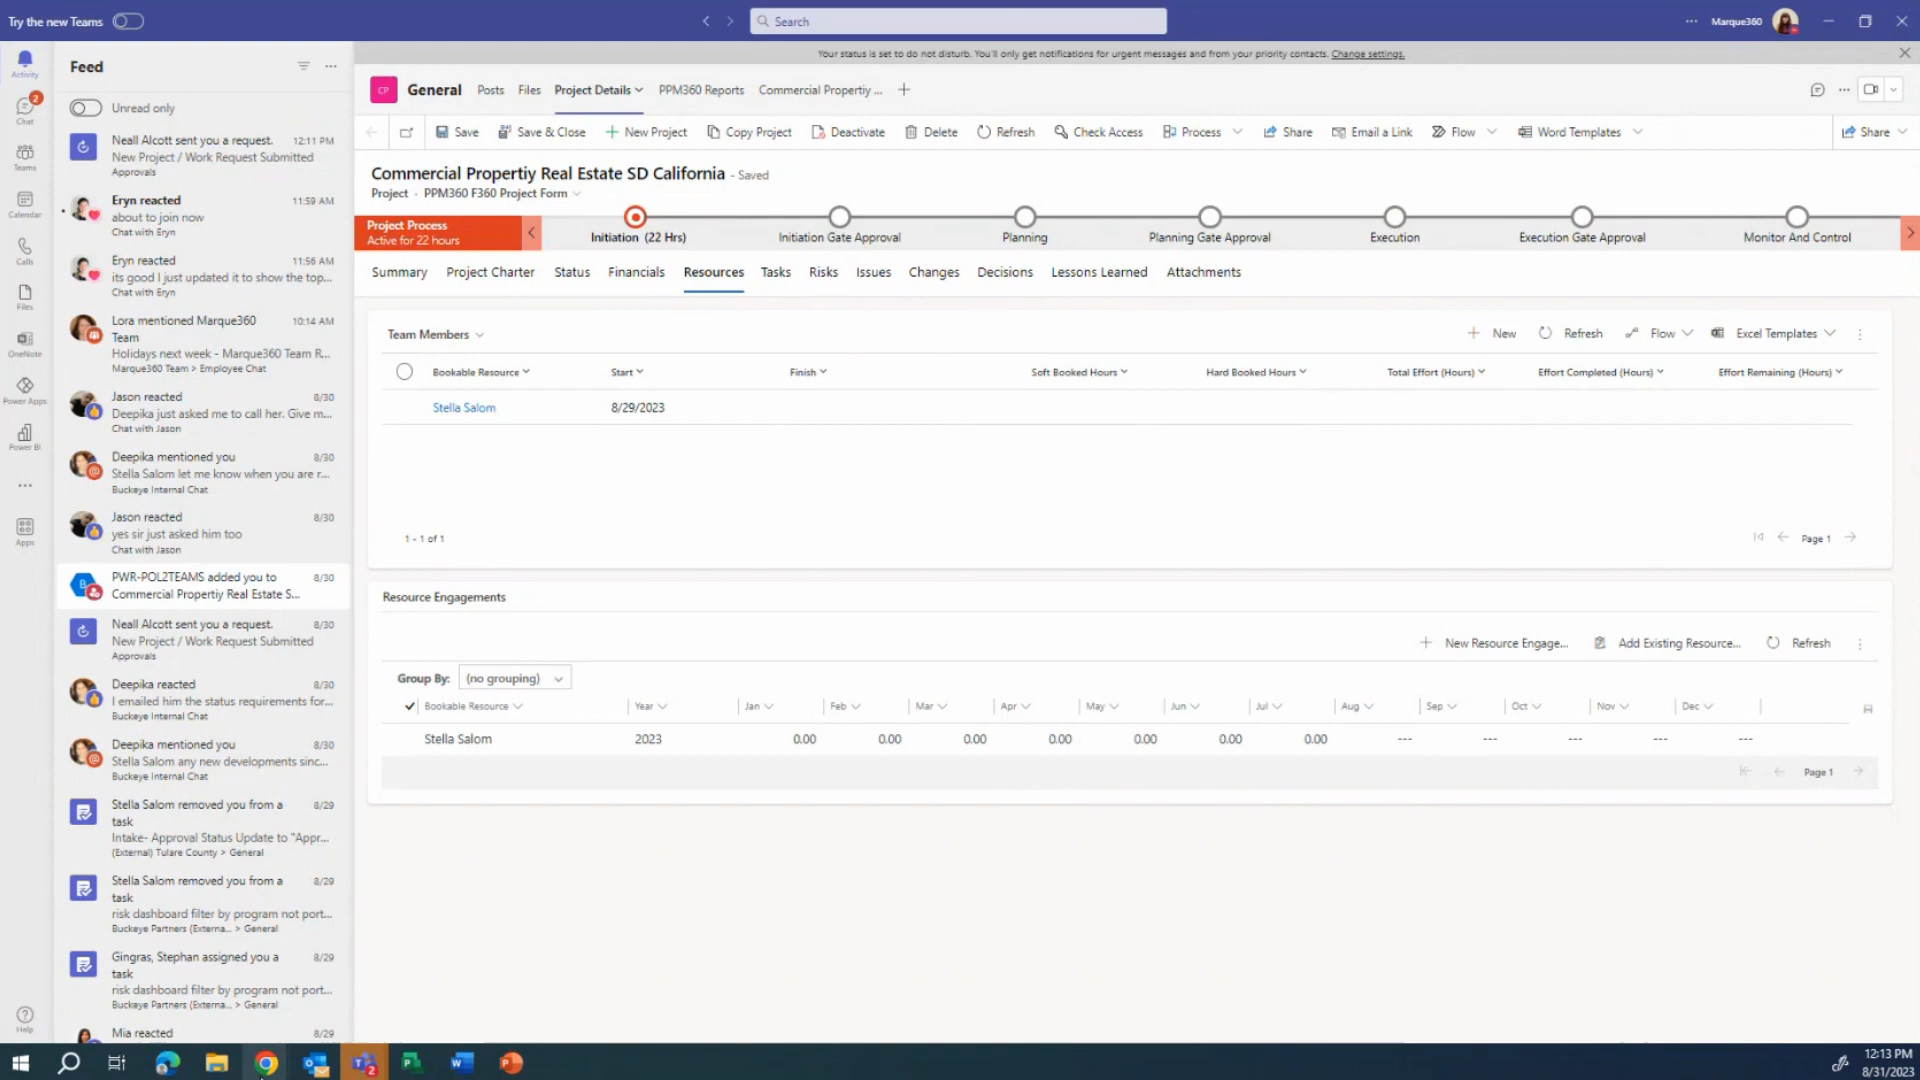 Try the new Teams
Search
Marque360
Your status is set to do not disturb. You'll only get notifications for urgent messages and from your priority contacts. Change settings.
Activity
Chat
2
Teams
Calendar
Calls
Files
OneNote
Power Apps
Power BI
Apps
Help
Feed
Unread only
Neall Alcott sent you a request. 12:11 PM
New Project / Work Request Submitted
Approvals
Eryn reacted 11:59 AM
about to join now
Chat with Eryn
Eryn reacted 11:56 AM
its good I just updated it to show the top...
Chat with Eryn
Lora mentioned Marque360 10:14 AM
Team
Holidays next week - Marque360 Team R...
Marque360 Team > Employee Chat
Jason reacted 8/30
Deepika just asked me to call her. Give m...
Chat with Jason
Deepika mentioned you 8/30
Stella Salom let me know when you are r...
Buckeye Internal Chat
Jason reacted 8/30
yes sir just asked him too
Chat with Jason
PWR-POL2TEAMS added you to 8/30
Commercial Propertiy Real Estate S...
Neall Alcott sent you a request. 8/30
New Project / Work Request Submitted
Approvals
Deepika reacted 8/30
I emailed him the status requirements for...
Buckeye Internal Chat
Deepika mentioned you 8/30
Stella Salom any new developments sinc...
Buckeye Internal Chat
Stella Salom removed you from a 8/29
task
Intake- Approval Status Update to "Appr...
(External) Tulare County > General
Stella Salom removed you from a 8/29
task
risk dashboard filter by program not port...
Buckeye Partners (Externa... > General
Gingras, Stephan assigned you a 8/29
task
risk dashboard filter by program not port...
Buckeye Partners (Externa... > General
Mia reacted 8/29
CP General Posts Files Project Details PPM360 Reports Commercial Propertiy ...
Save Save & Close New Project Copy Project Deactivate Delete Refresh Check Access Process Share Email a Link Flow Word Templates Share
Commercial Propertiy Real Estate SD California - Saved
Project · PPM360 F360 Project Form
Project Process
Active for 22 hours
Initiation (22 Hrs) Initiation Gate Approval Planning Planning Gate Approval Execution Execution Gate Approval Monitor And Control
Summary Project Charter Status Financials Resources Tasks Risks Issues Changes Decisions Lessons Learned Attachments
Team Members
New Refresh Flow Excel Templates
Bookable Resource Start Finish Soft Booked Hours Hard Booked Hours Total Effort (Hours) Effort Completed (Hours) Effort Remaining (Hours)
Stella Salom 8/29/2023
1 - 1 of 1
Page 1
Resource Engagements
New Resource Engage... Add Existing Resource... Refresh
Group By: (no grouping)
Bookable Resource Year Jan Feb Mar Apr May Jun Jul Aug Sep Oct Nov Dec
Stella Salom 2023 0.00 0.00 0.00 0.00 0.00 0.00 0.00 --- --- --- --- ---
Page 1
12:13 PM
8/31/2023